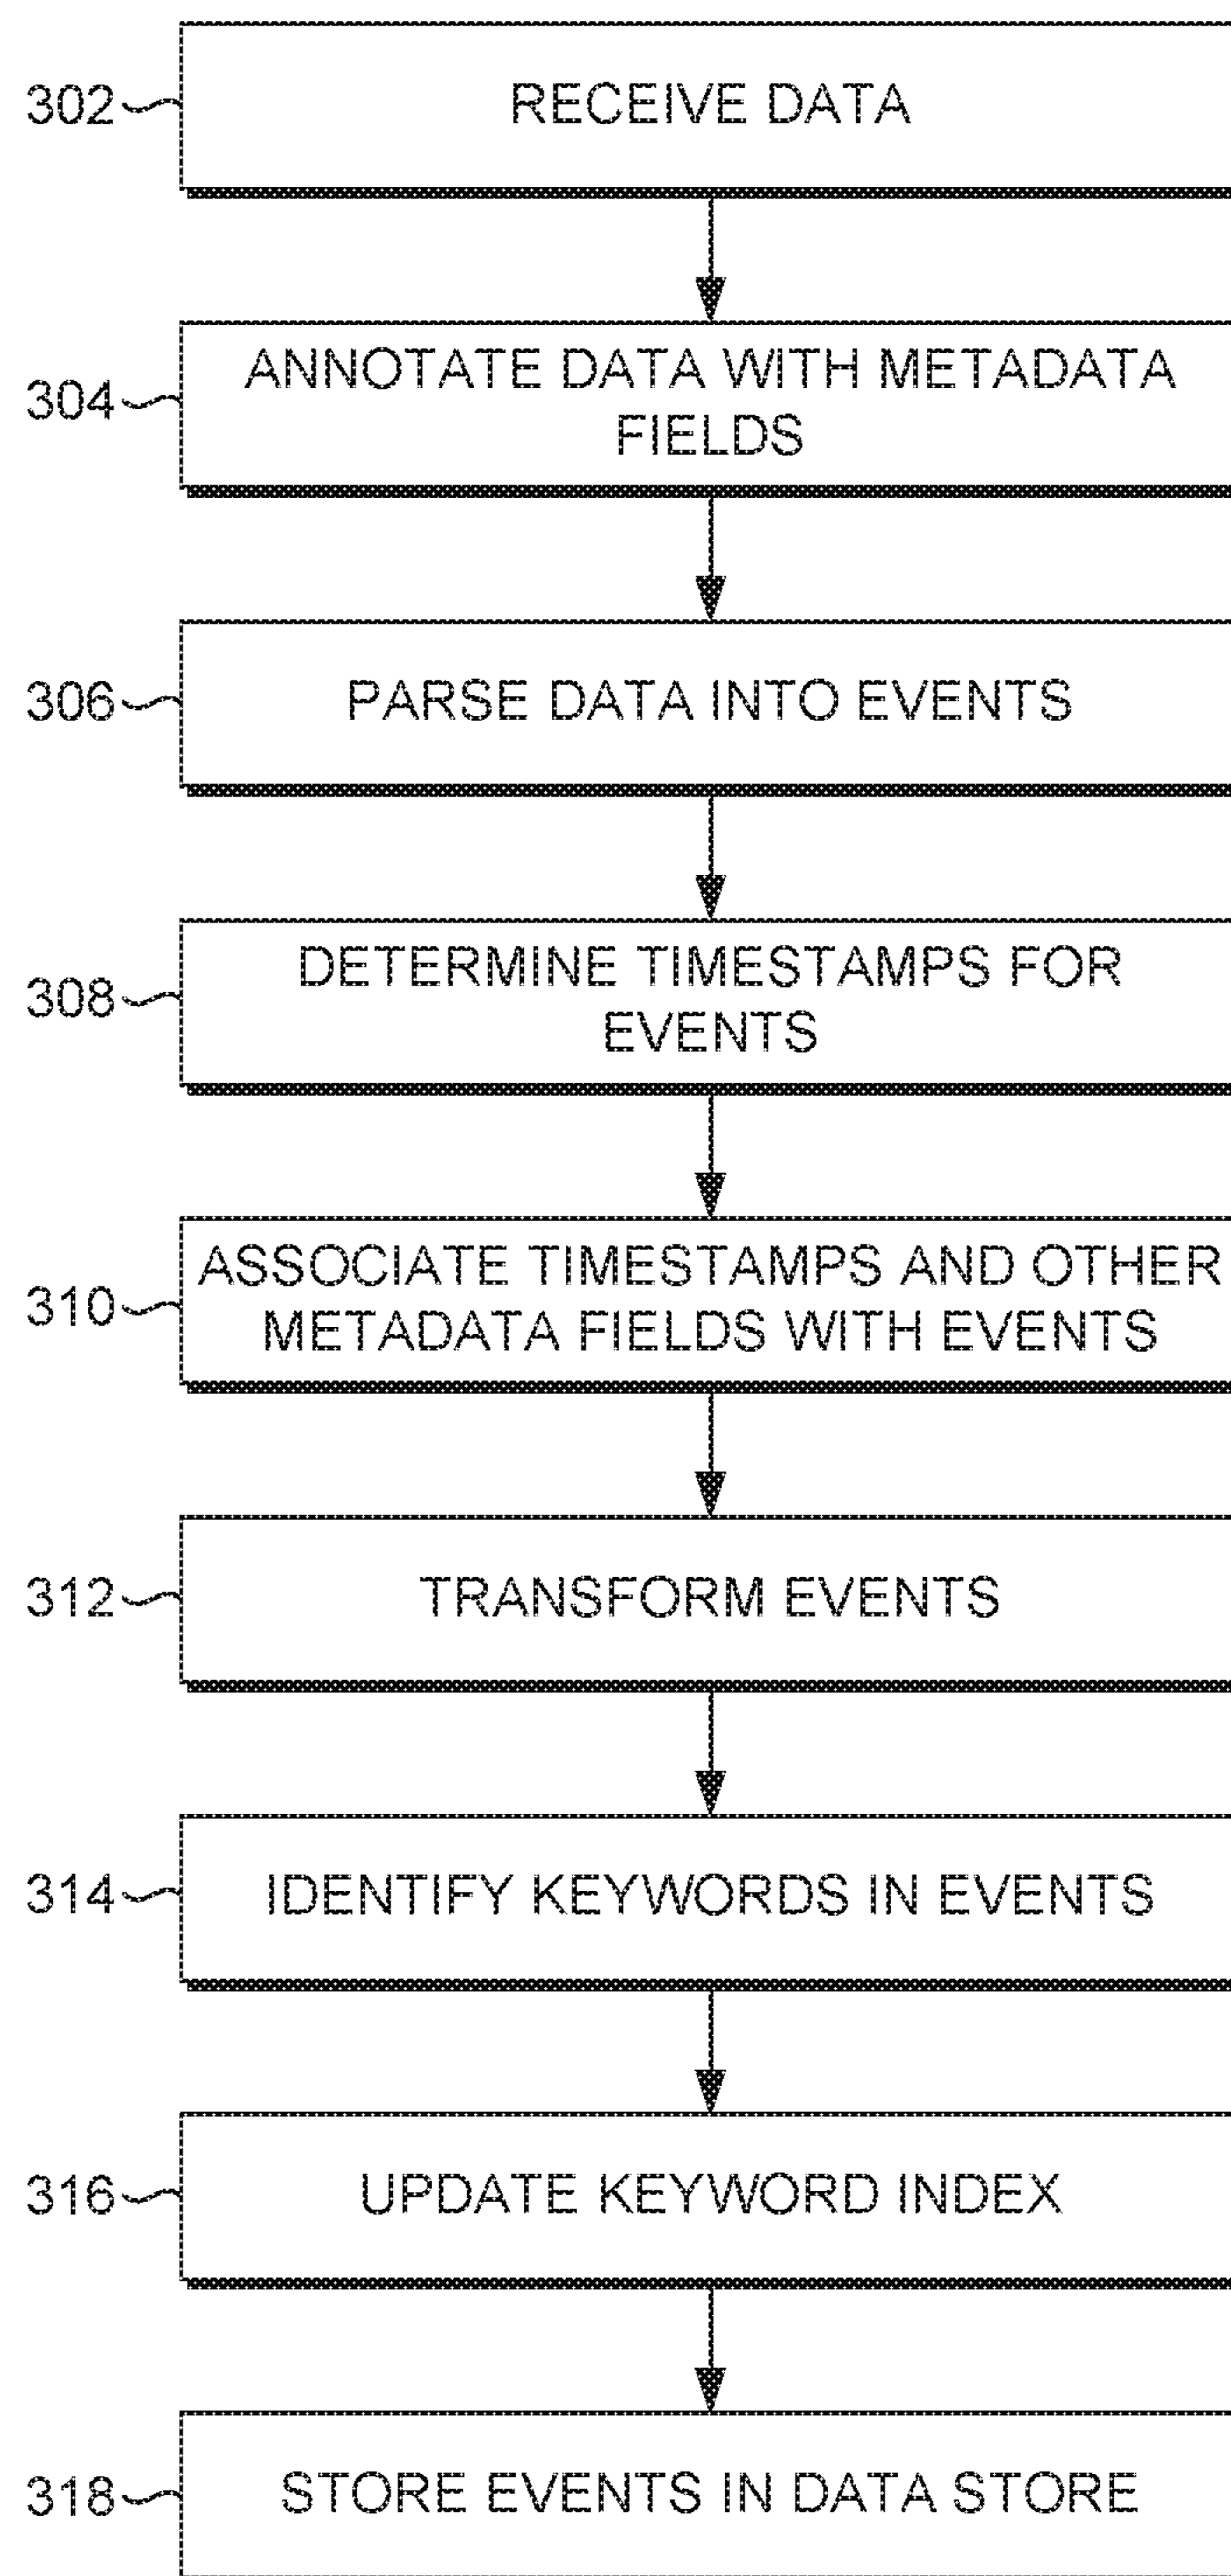 302
RECEIVE DATA
304
ANNOTATE DATA WITH METADATA
FIELDS
306
PARSE DATA INTO EVENTS
308
DETERMINE TIMESTAMPS FOR
EVENTS
310
ASSOCIATE TIMESTAMPS AND OTHER
METADATA FIELDS WITH EVENTS
312
TRANSFORM EVENTS
314
IDENTIFY KEYWORDS IN EVENTS
316
UPDATE KEYWORD INDEX
318
STORE EVENTS IN DATA STORE